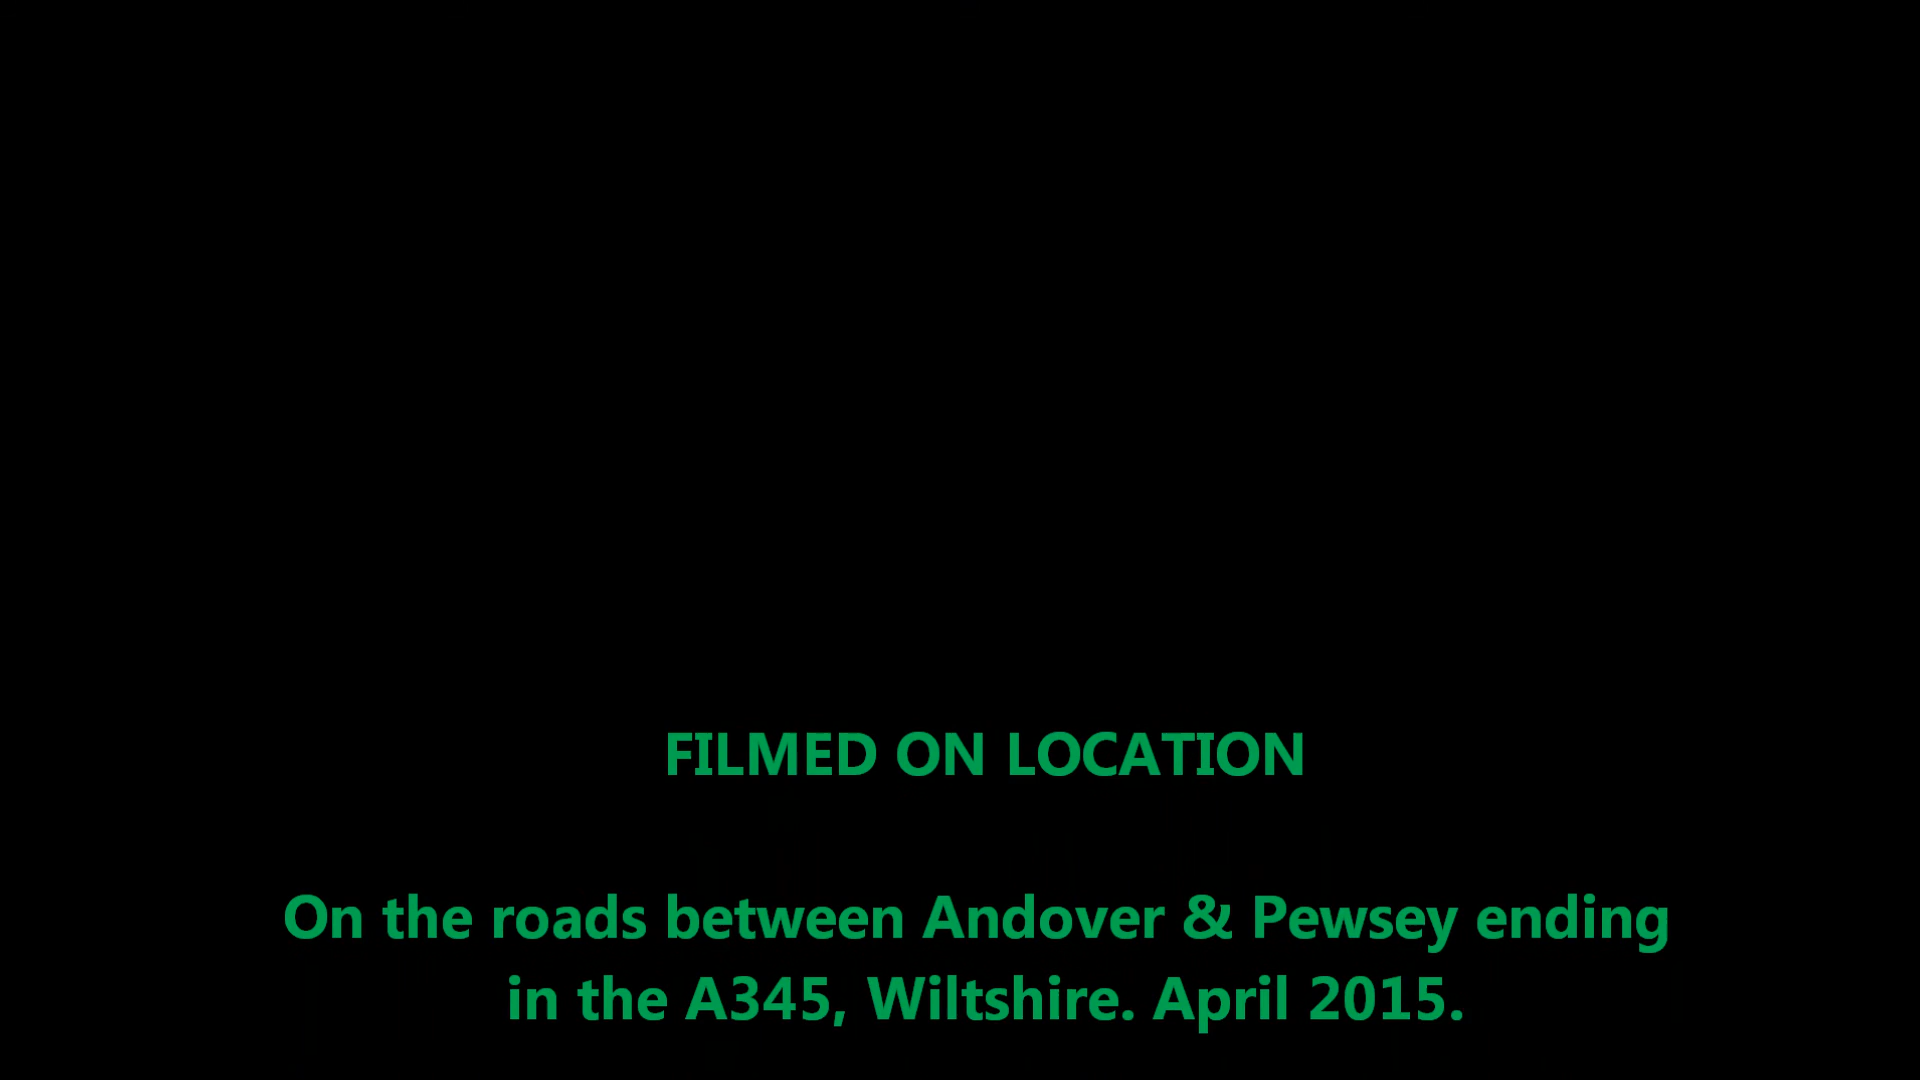 FILMED ON LOCATION
On the roads between Andover & Pewsey ending
in the A345, Wiltshire. April 2015.